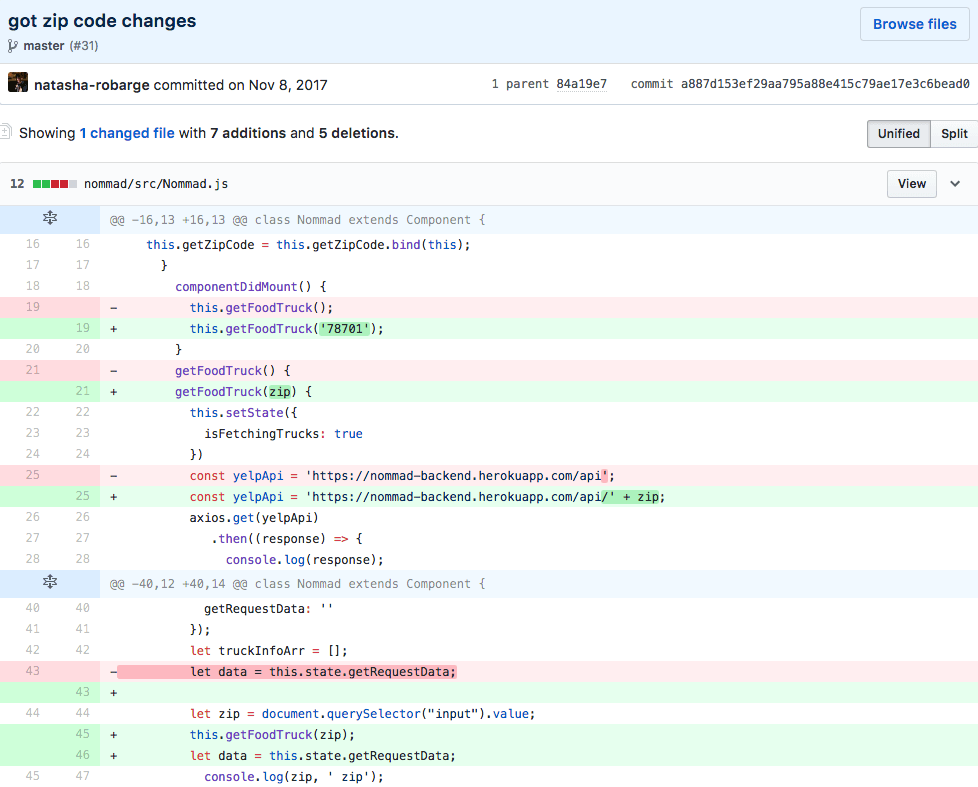 got zip code changes
Browse files
master (#31)
natasha-robarge committed on Nov 8, 2017
1 parent 84a19e7 commit a887d153ef29aa795a88e415c79ae17e3c6bead0
Showing 1 changed file with 7 additions and 5 deletions.
Unified Split
12 nommad/src/Nommad.js
View
@@ -16,13 +16,13 @@ class Nommad extends Component {
16 16 this.getZipCode = this.getZipCode.bind(this);
17 17 }
18 18 componentDidMount() {
19 - this.getFoodTruck();
19 + this.getFoodTruck('78701');
20 20 }
21 - getFoodTruck() {
21 + getFoodTruck(zip) {
22 22 this.setState({
23 23 isFetchingTrucks: true
24 24 })
25 - const yelpApi = 'https://nommad-backend.herokuapp.com/api';
25 + const yelpApi = 'https://nommad-backend.herokuapp.com/api/' + zip;
26 26 axios.get(yelpApi)
27 27 .then((response) => {
28 28 console.log(response);
@@ -40,12 +40,14 @@ class Nommad extends Component {
40 40 getRequestData: ''
41 41 });
42 42 let truckInfoArr = [];
43 - let data = this.state.getRequestData;
43 +
44 44 let zip = document.querySelector("input").value;
45 + this.getFoodTruck(zip);
46 + let data = this.state.getRequestData;
45 47 console.log(zip, ' zip');